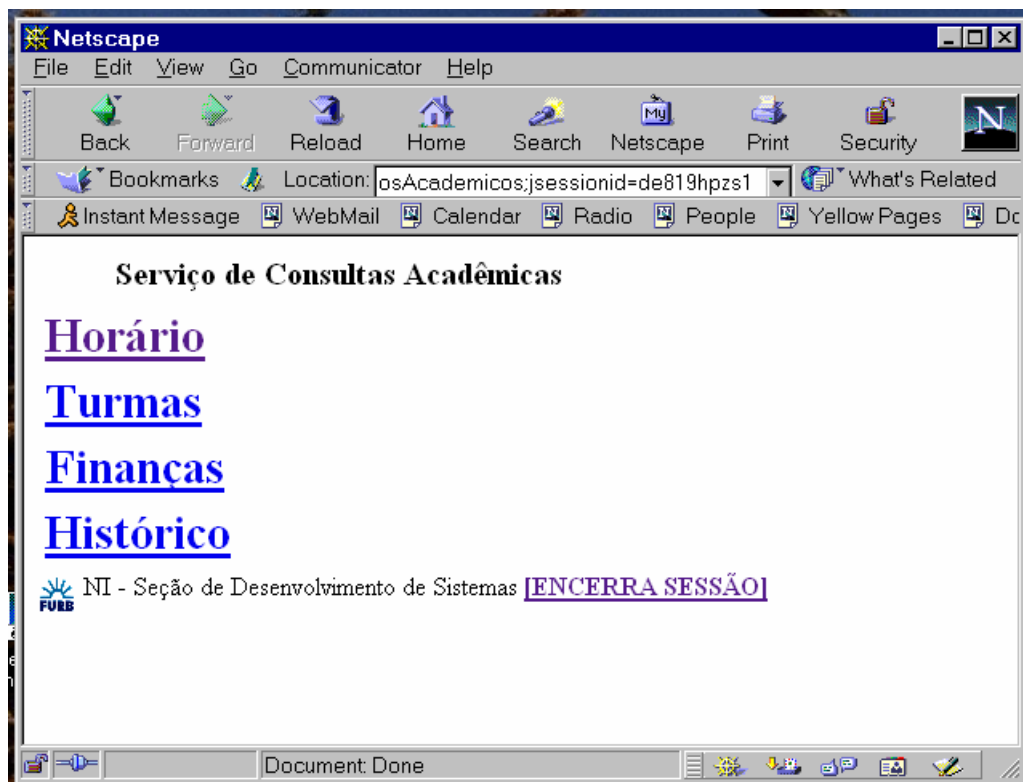 Netscape
File Edit View Go Communicator Help
Back Forward Reload Home Search Netscape Print Security
My
N
Bookmarks Location: osAcademicos;jsessionid=de819hpzs1 What's Related
Instant Message WebMail Calendar Radio People Yellow Pages
Serviço de Consultas Acadêmicas
Horário
Turmas
Finanças
Histórico
FURB NI - Seção de Desenvolvimento de Sistemas [ENCERRA SESSÃO]
Document: Done